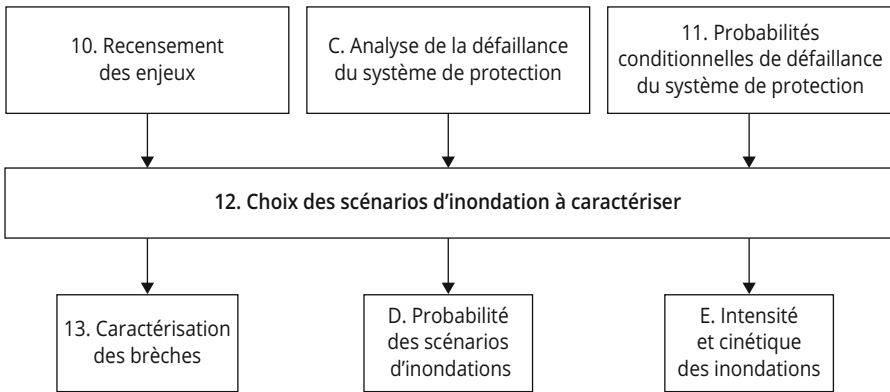 10. Recensement
des enjeux
C. Analyse de la défaillance
du système de protection
11. Probabilités
conditionnelles de défaillance
du système de protection
12. Choix des scénarios d’inondation à caractériser
13. Caractérisation
des brèches
D. Probabilité
des scénarios
d’inondations
E. Intensité
et cinétique
des inondations